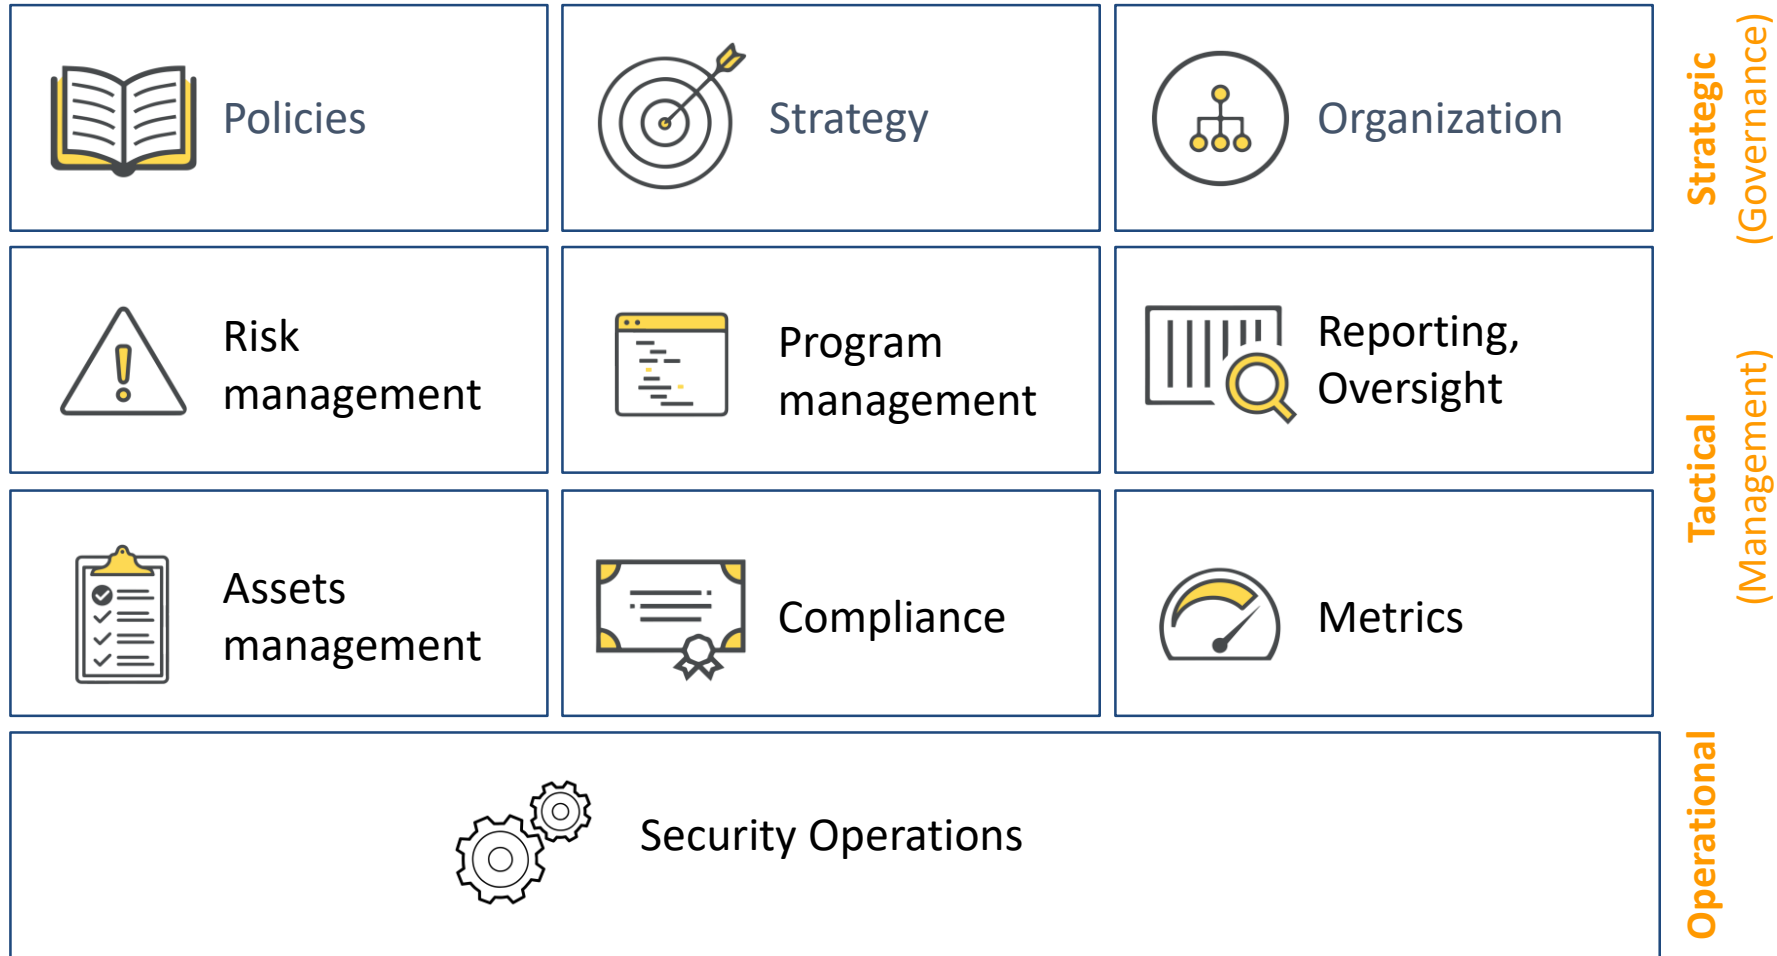 Policies
Strategy
Organization
Strategic
(Governance)
Risk
management
Program
management
Reporting,
Oversight
Tactical
(Management)
Assets
management
Compliance
Metrics
Security Operations
Operational